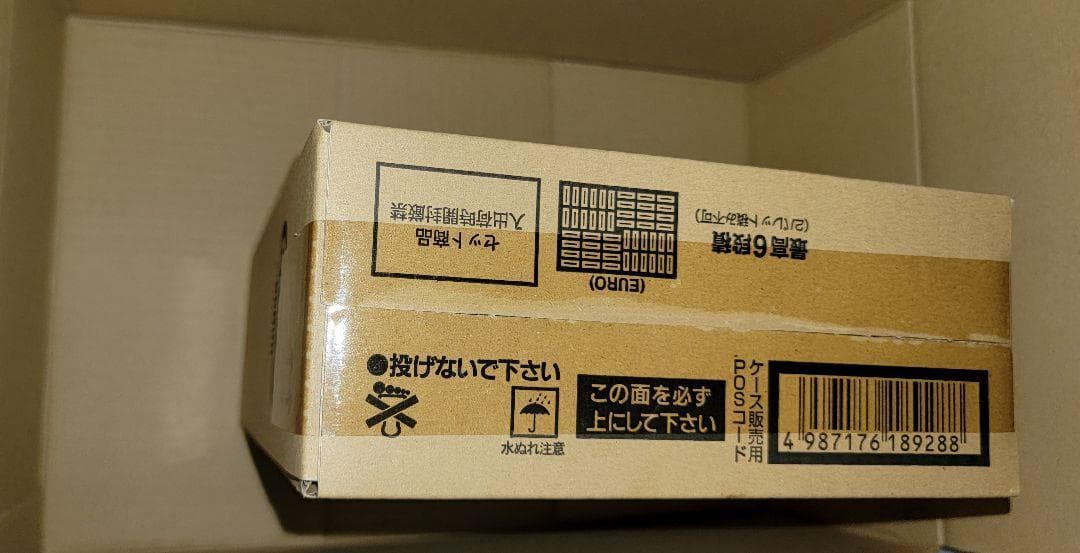 セット商品
入出荷時開封厳禁
(EURO)
最高6段積
(2パレット積み不可)
●投げないで下さい
水ぬれ注意
この面を必ず
上にして下さい
ケース販売用
POSコード
4 987176 189288